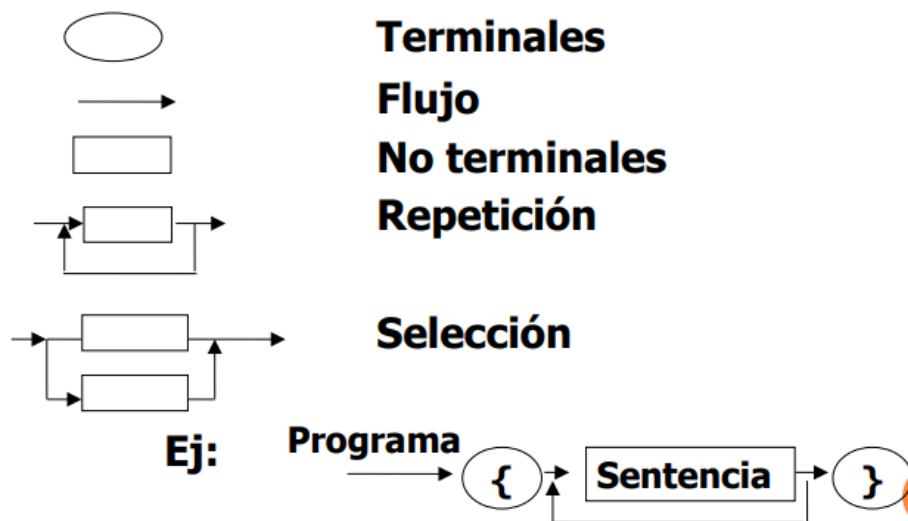 Terminales
Flujo
No terminales
Repetición
Selección
Ej:
Programa
{
Sentencia
}